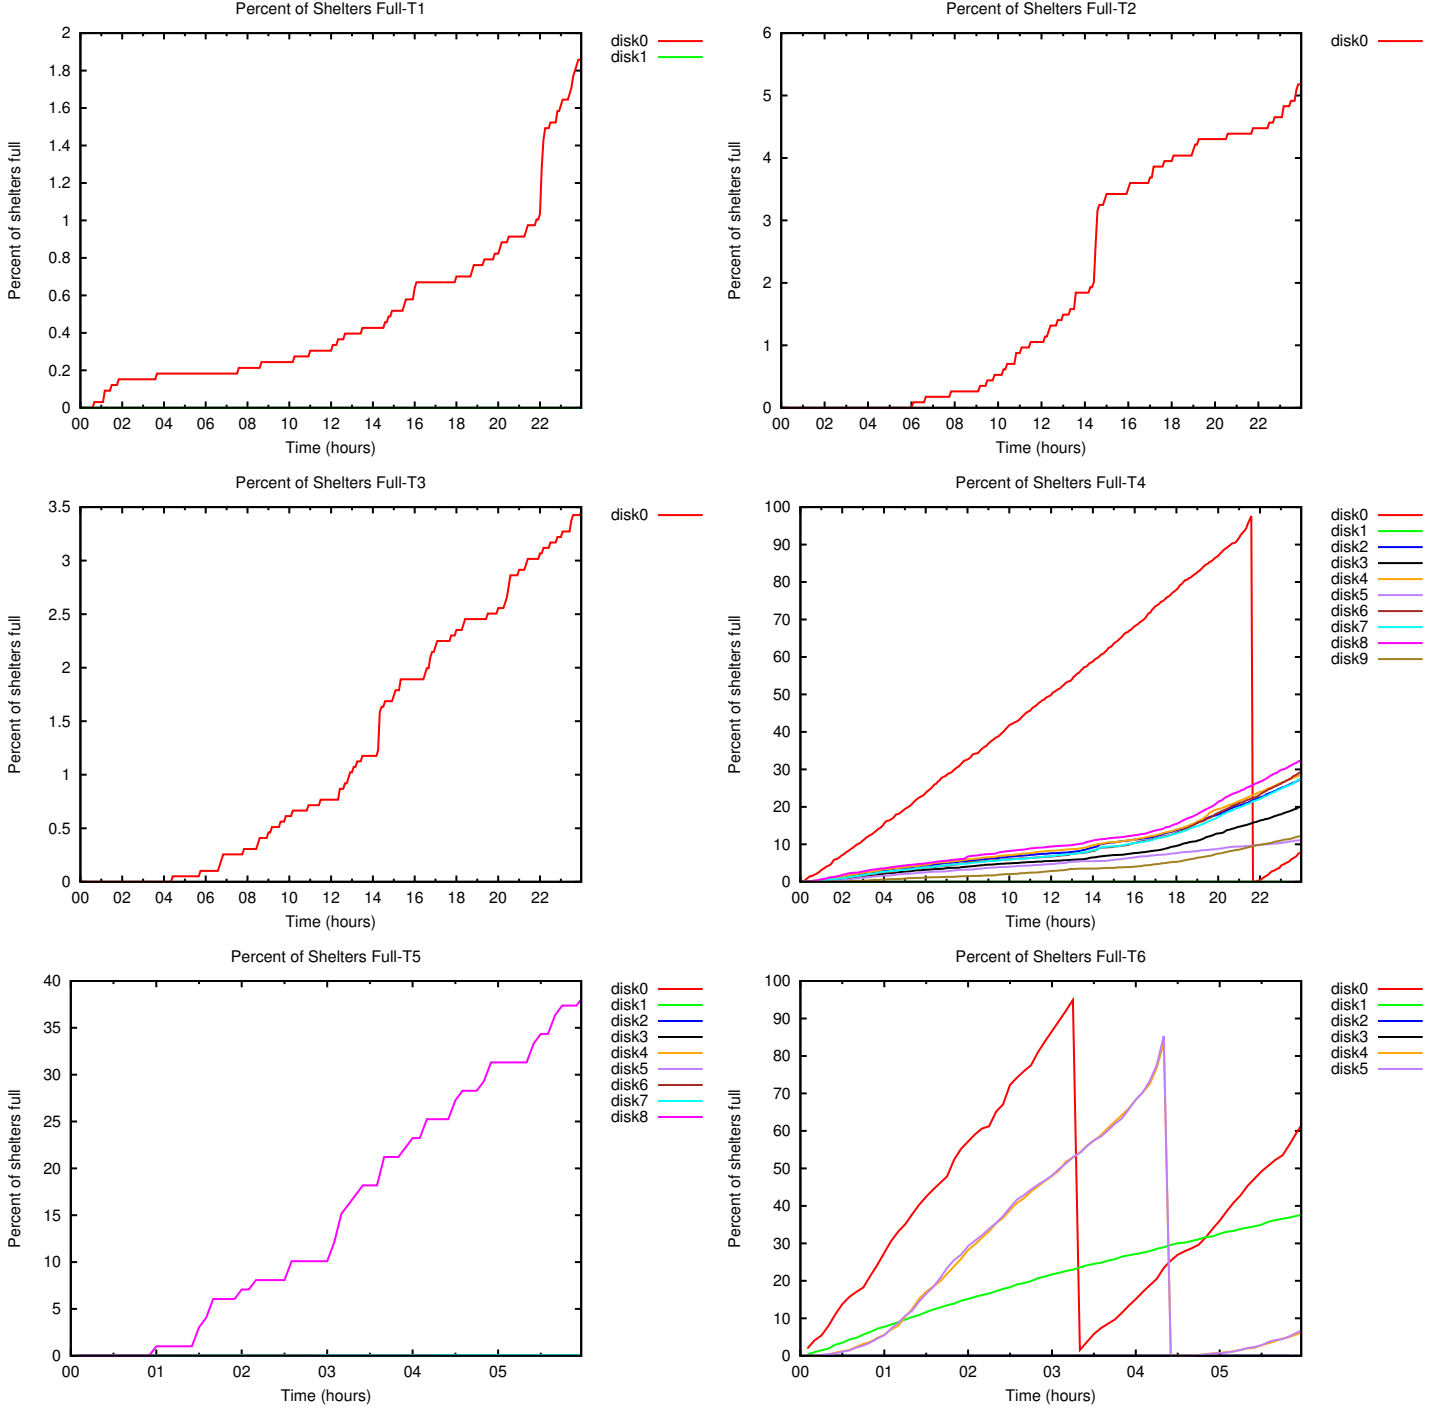 Percent of Shelters Full-T1
Percent of shelters full
2
1.8
1.6
1.4
1.2
1
0.8
0.6
0.4
0.2
0
00 02 04 06 08 10 12 14 16 18 20 22
Time (hours)
disk0
disk1
Percent of Shelters Full-T2
Percent of shelters full
6
5
4
3
2
1
0
00 02 04 06 08 10 12 14 16 18 20 22
Time (hours)
disk0
Percent of Shelters Full-T3
Percent of shelters full
3.5
3
2.5
2
1.5
1
0.5
0
00 02 04 06 08 10 12 14 16 18 20 22
Time (hours)
disk0
Percent of Shelters Full-T4
Percent of shelters full
100
90
80
70
60
50
40
30
20
10
0
00 02 04 06 08 10 12 14 16 18 20 22
Time (hours)
disk0
disk1
disk2
disk3
disk4
disk5
disk6
disk7
disk8
disk9
Percent of Shelters Full-T5
Percent of shelters full
40
35
30
25
20
15
10
5
0
00 01 02 03 04 05
Time (hours)
disk0
disk1
disk2
disk3
disk4
disk5
disk6
disk7
disk8
Percent of Shelters Full-T6
Percent of shelters full
100
90
80
70
60
50
40
30
20
10
0
00 01 02 03 04 05
Time (hours)
disk0
disk1
disk2
disk3
disk4
disk5